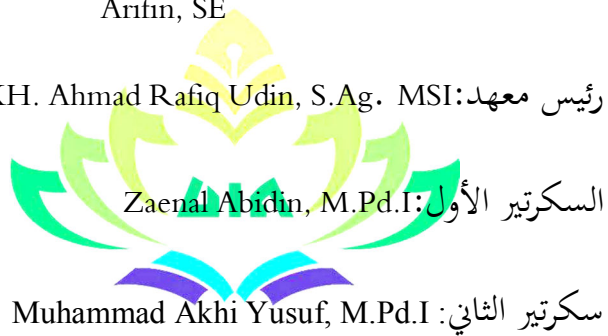 Arifin, SE
رئيس معهد:KH. Ahmad Rafiq Udin, S.Ag. MSI
السكرتير الأول:Zaenal Abidin, M.Pd.I
سكرتير الثاني: Muhammad Akhi Yusuf, M.Pd.I